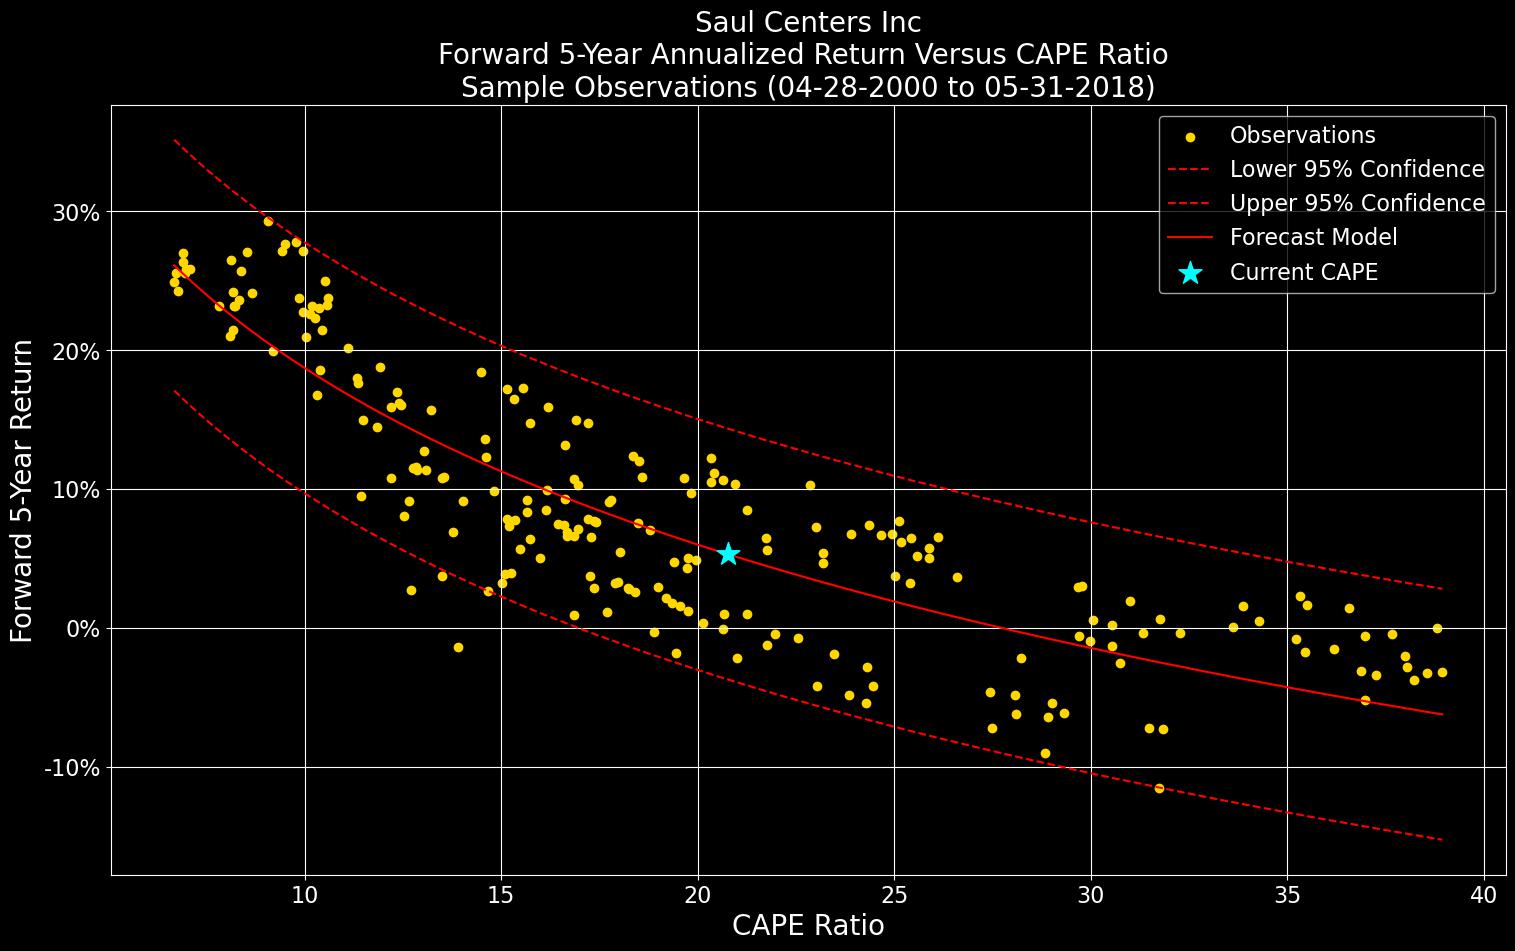 Saul Centers Inc
Forward 5-Year Annualized Return Versus CAPE Ratio
Sample Observations (04-28-2000 to 05-31-2018)
Observations
Lower 95% Confidence
Upper 95% Confidence
Forecast Model
Current CAPE
Forward 5-Year Return
30%
20%
10%
0%
-10%
10 15 20 25 30 35 40
CAPE Ratio